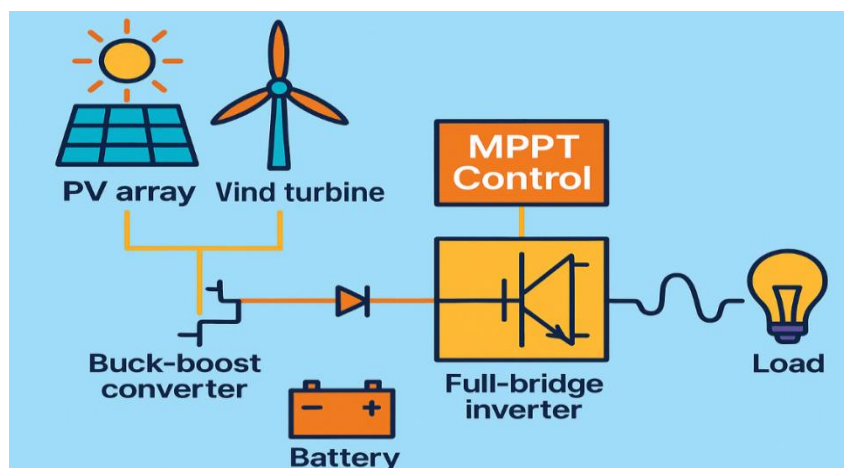 PV array
Vind turbine
MPPT
Control
Buck-boost
converter
Full-bridge
inverter
Load
Battery